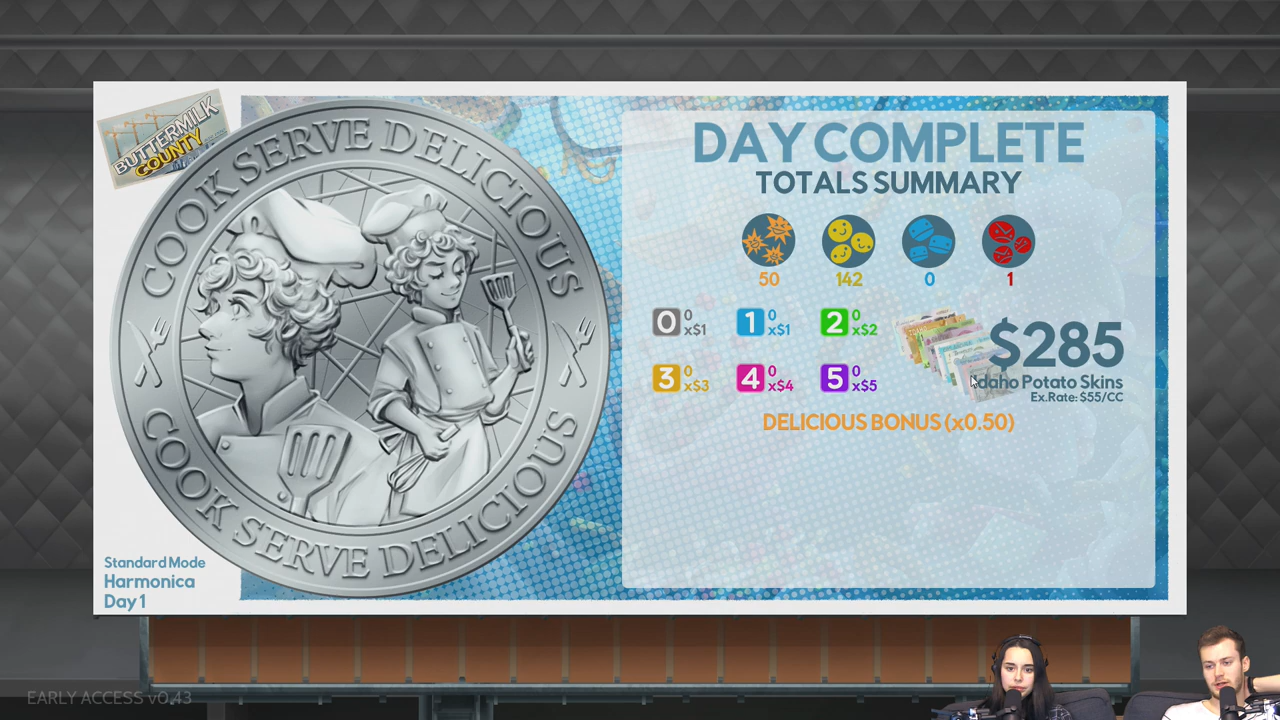 BUTTERMILK
COUNTY
COOK SERVE DELICIOUS
COOK SERVE DELICIOUS
Standard Mode
Harmonica
Day 1
DAY COMPLETE
TOTALS SUMMARY
50 142 0 1
0 0 x$1 1 0 x$1 2 0 x$2
3 0 x$3 4 0 x$4 5 0 x$5
$285
Idaho Potato Skins
Ex.Rate: $55/CC
DELICIOUS BONUS (x0.50)
EARLY ACCESS v0.43